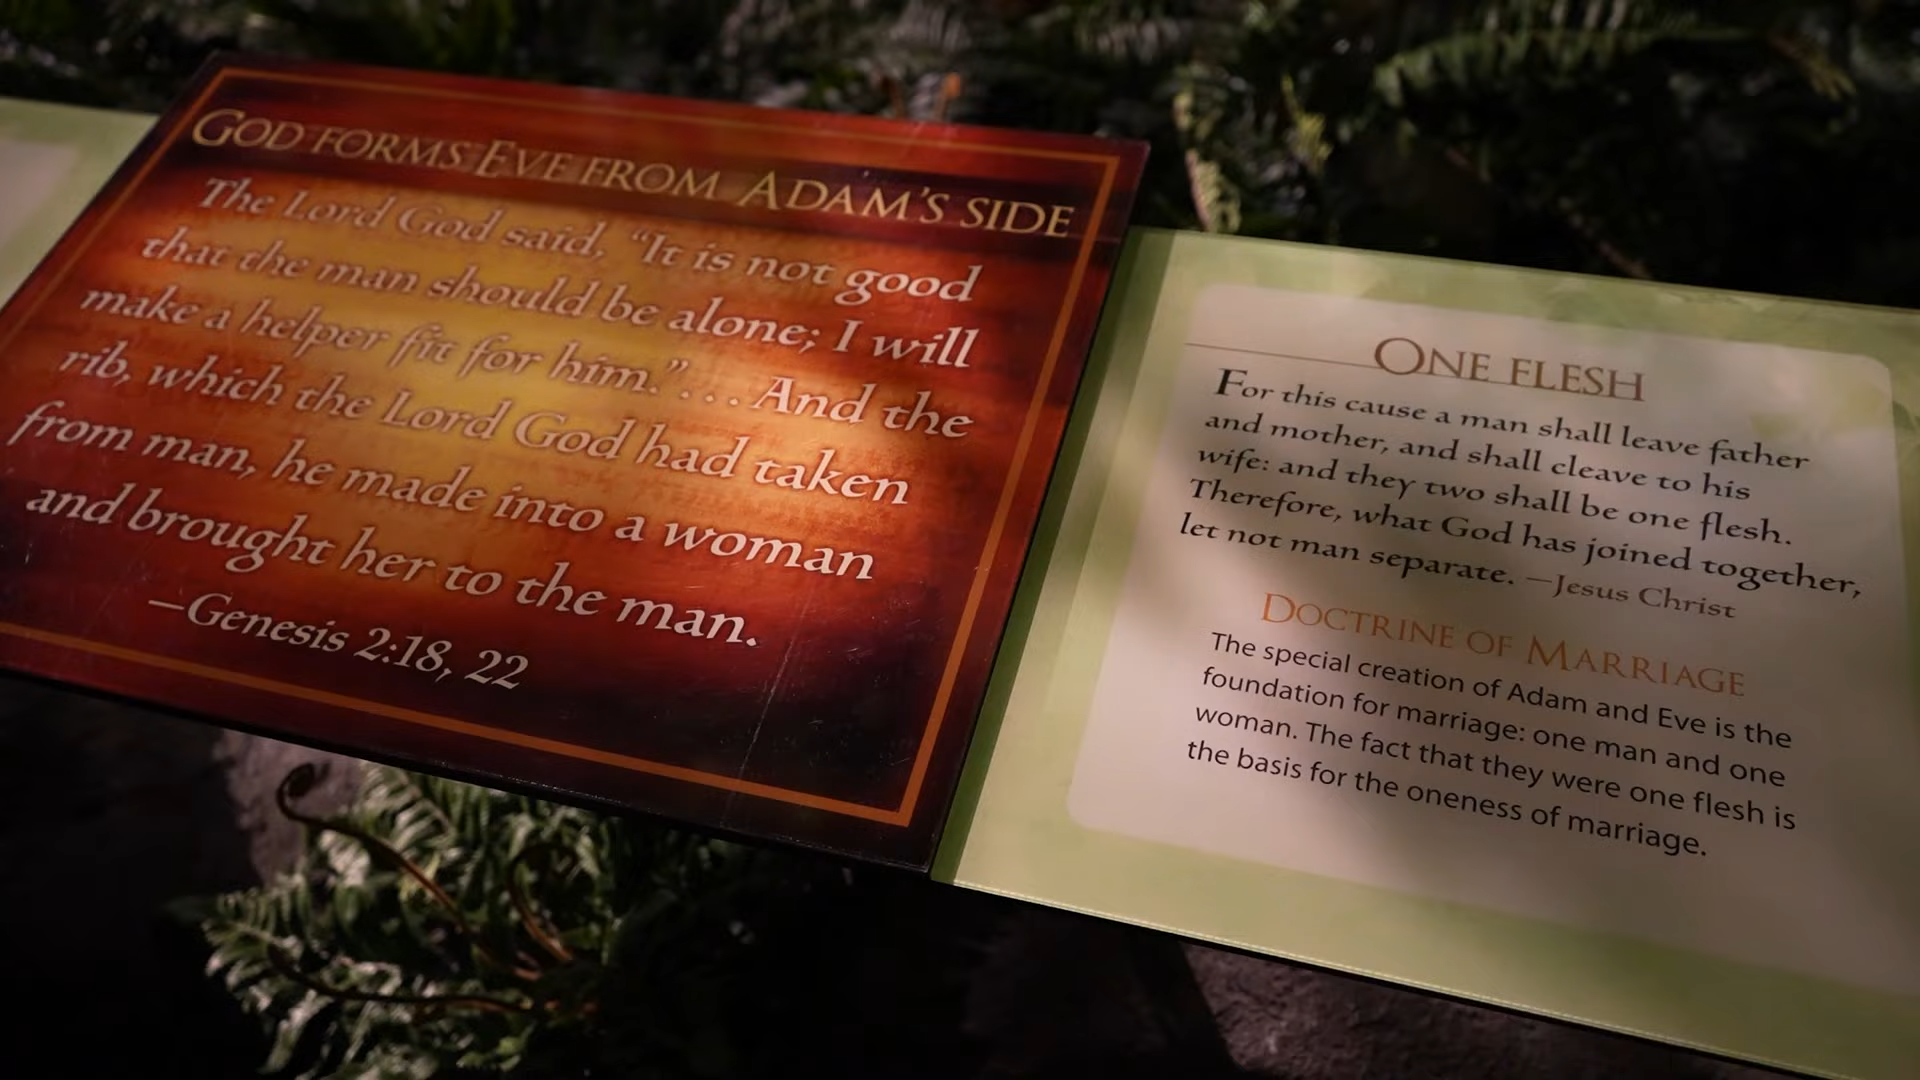 GOD FORMS EVE FROM ADAM'S SIDE
The Lord God said, “It is not good
that the man should be alone; I will
make a helper fit for him.”... And the
rib, which the Lord God had taken
from man, he made into a woman
and brought her to the man.
—Genesis 2:18, 22
ONE FLESH
For this cause a man shall leave father
and mother, and shall cleave to his
wife: and they two shall be one flesh.
Therefore, what God has joined together,
let not man separate. —Jesus Christ
DOCTRINE OF MARRIAGE
The special creation of Adam and Eve is the
foundation for marriage: one man and one
woman. The fact that they were one flesh is
the basis for the oneness of marriage.